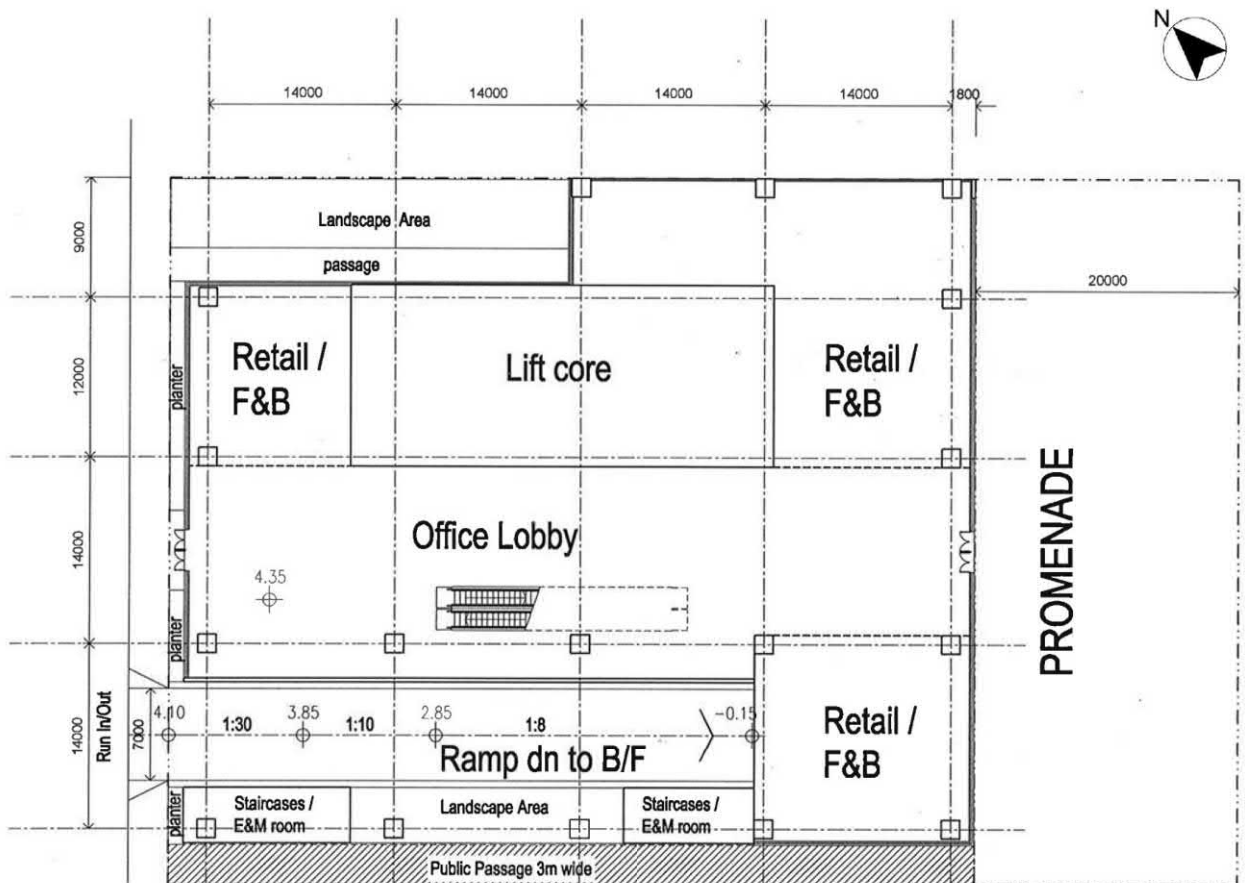 N
14000
14000
14000
14000
1800
9000
12000
14000
14000
7000
20000
Landscape Area
passage
Retail /
F&B
Lift core
Retail /
F&B
planter
Office Lobby
4.35
PROMENADE
planter
Run In/Out
4.10
1:30
3.85
1:10
2.85
1:8
-0.15
Ramp dn to B/F
Retail /
F&B
planter
Staircases /
E&M room
Landscape Area
Staircases /
E&M room
Public Passage 3m wide